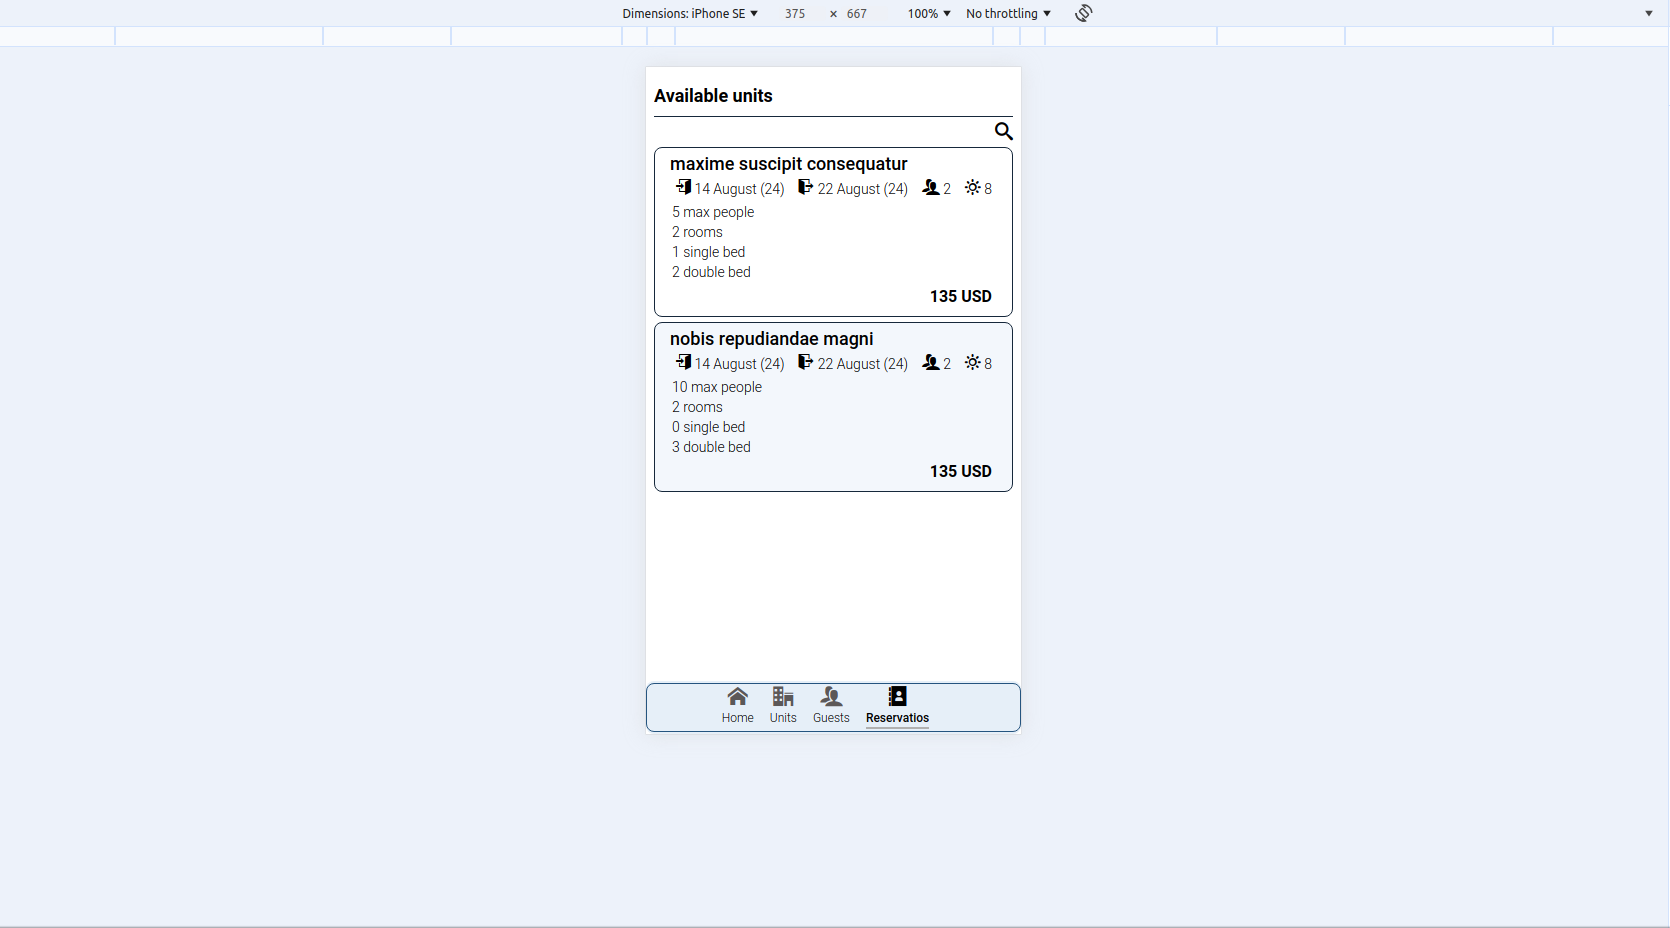 Dimensions: iPhone SE 375 × 667 100% No throttling
Available units
maxime suscipit consequatur
14 August (24) 22 August (24) 2 8
5 max people
2 rooms
1 single bed
2 double bed
135 USD
nobis repudiandae magni
14 August (24) 22 August (24) 2 8
10 max people
2 rooms
0 single bed
3 double bed
135 USD
Home Units Guests Reservatios